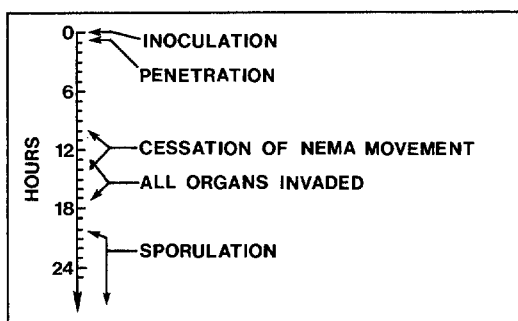 0
INOCULATION
PENETRATION
6
HOURS
12
CESSATION OF NEMA MOVEMENT
ALL ORGANS INVADED
18
SPORULATION
24